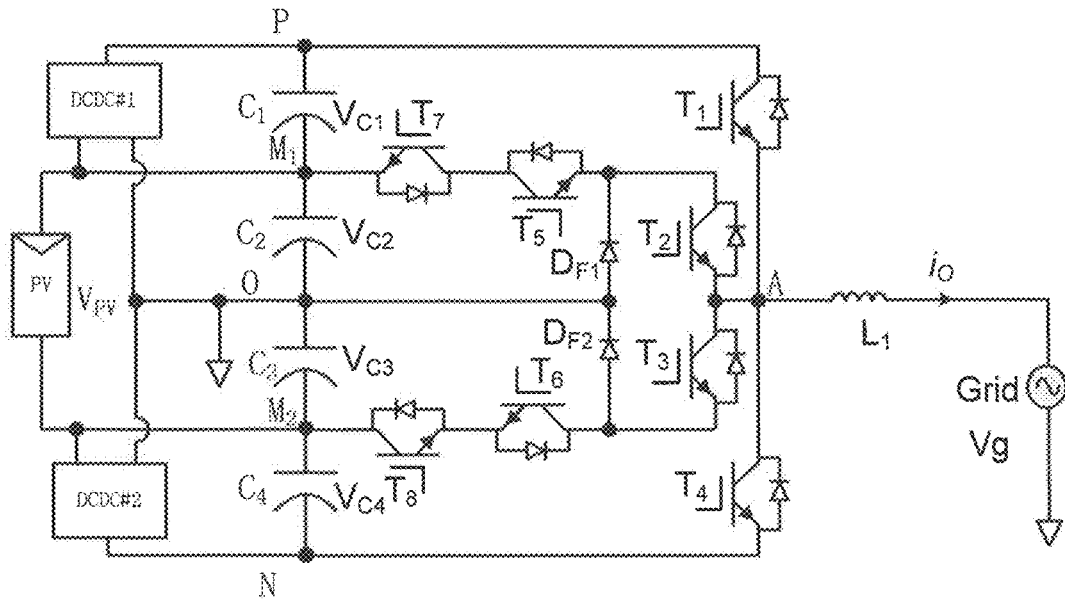 P
DCDC#1
C1
VC1
T7
T1
M1
T5
T2
C2
VC2
DF1
PV
VPV
O
A
iO
L1
DF2
C3
VC3
T6
T3
Grid
Vg
M2
C4
VC4
T8
T4
DCDC#2
N